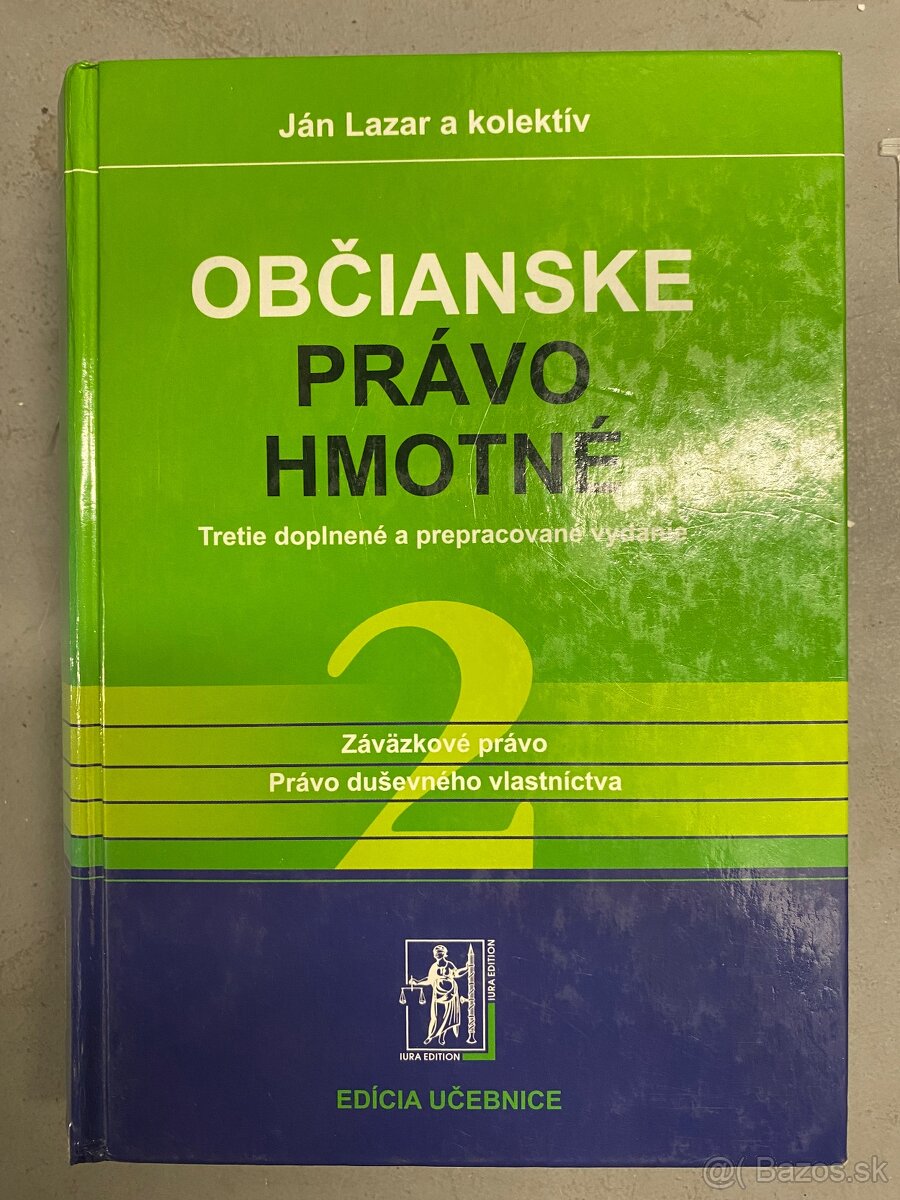 Ján Lazar a kolektív
OBČIANSKE
PRÁVO
HMOTNÉ
Tretie doplnené a prepracované vydanie
2
Záväzkové právo
Právo duševného vlastníctva
IURA EDITION
IURA EDITION
EDÍCIA UČEBNICE
@( Bazos.sk